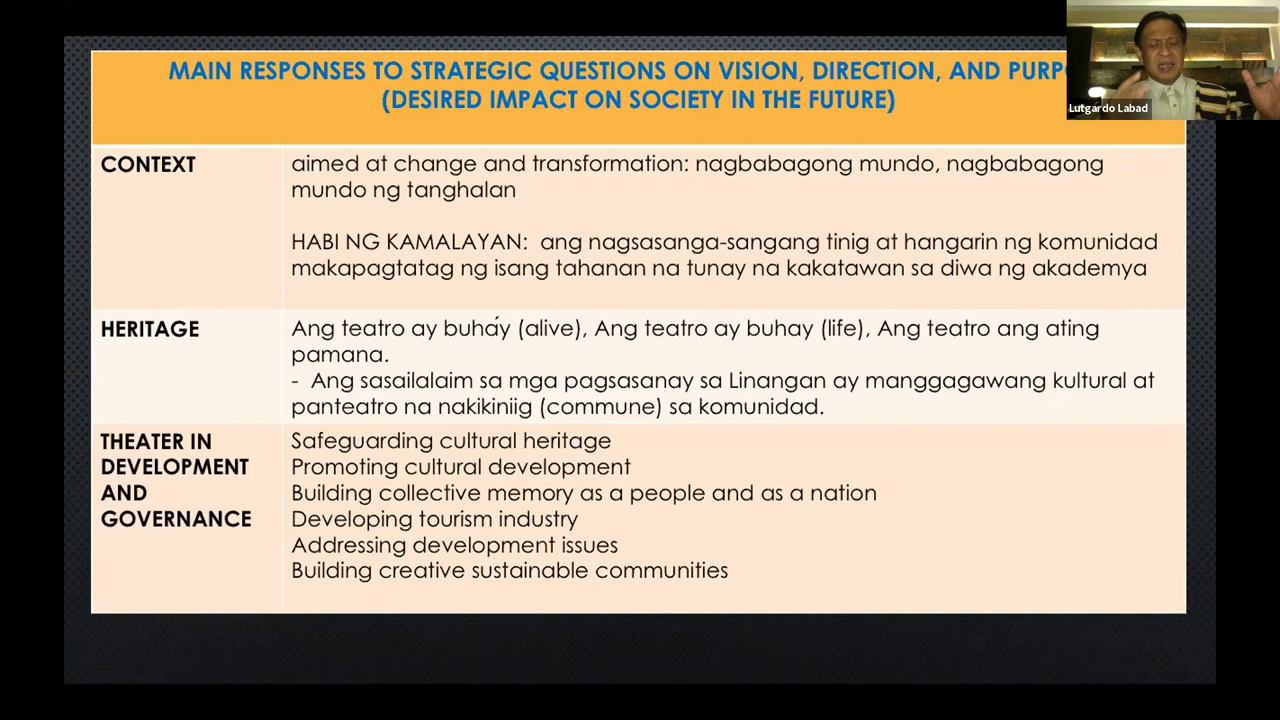 MAIN RESPONSES TO STRATEGIC QUESTIONS ON VISION, DIRECTION, AND
(DESIRED IMPACT ON SOCIETY IN THE FUTURE)
Lutgardo Labad
CONTEXT
aimed at change and transformation: nagbabagong mundo, nagbabagong
mundo ng tanghalan
HABI NG KAMALAYAN:  ang nagsasanga-sangang tinig at hangarin ng komunidad
makapagtatag ng isang tahanan na tunay na kakatawan sa diwa ng akademya
HERITAGE
Ang teatro ay buháy (alive), Ang teatro ay buhay (life), Ang teatro ang ating
pamana.
-  Ang sasailalaim sa mga pagsasanay sa Linangan ay manggagawang kultural at
panteatro na nakikiniig (commune) sa komunidad.
THEATER IN
DEVELOPMENT
AND
GOVERNANCE
Safeguarding cultural heritage
Promoting cultural development
Building collective memory as a people and as a nation
Developing tourism industry
Addressing development issues
Building creative sustainable communities